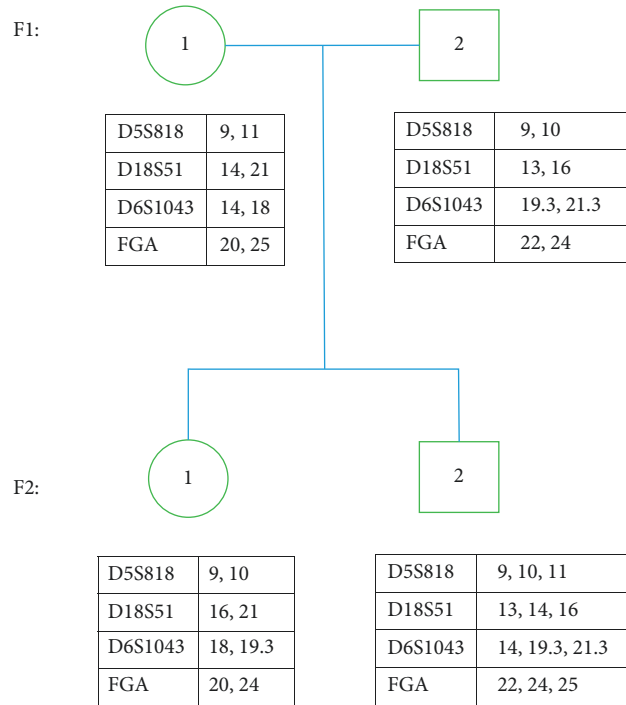 F1:
1
2
D5S818 9, 11
D18S51 14, 21
D6S1043 14, 18
FGA 20, 25
D5S818 9, 10
D18S51 13, 16
D6S1043 19.3, 21.3
FGA 22, 24
F2:
1
2
D5S818 9, 10
D18S51 16, 21
D6S1043 18, 19.3
FGA 20, 24
D5S818 9, 10, 11
D18S51 13, 14, 16
D6S1043 14, 19.3, 21.3
FGA 22, 24, 25